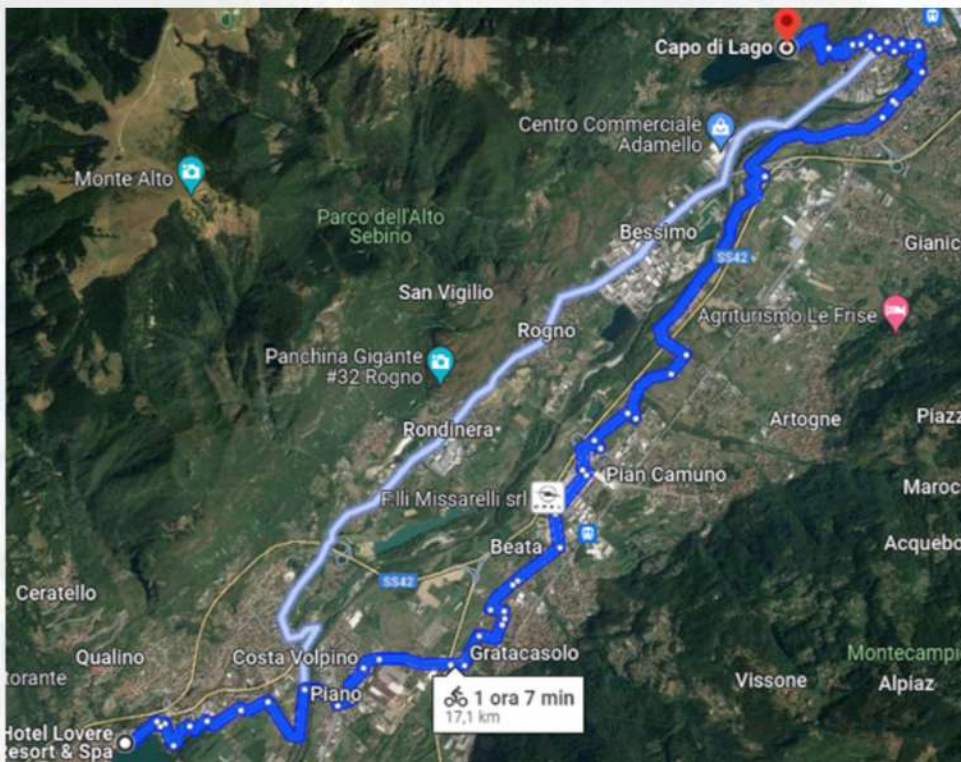 Capo di Lago
Centro Commerciale
Adamello
Monte Alto
Parco dell'Alto
Sebino
Bessimo
Gianic
SS42
San Vigilio
Agriturismo Le Frise
Rogno
Panchina Gigante
#32 Rogno
Artogne
Piazz
Rondinera
Pian Camuno
F.lli Missarelli srl
OPEL
Maroc
Beata
Acquebo
SS42
Ceratello
Qualino
Costa Volpino
Gratacasolo
Montecampi
torante
Piano
Vissone
Alpiaz
1 ora 7 min
17,1 km
Hotel Lovere
Resort & Spa